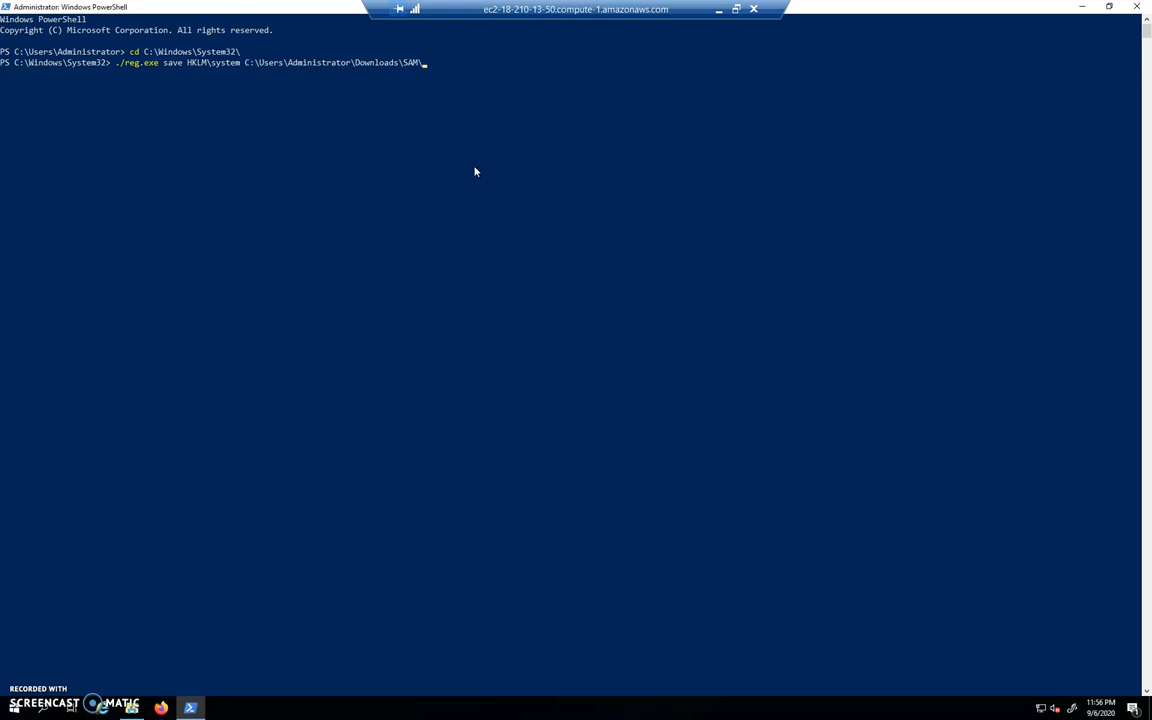 Administrator: Windows PowerShell
ec2-18-210-13-50.compute-1.amazonaws.com
Windows PowerShell
Copyright (C) Microsoft Corporation. All rights reserved.
PS C:\Users\Administrator> cd C:\Windows\System32\
PS C:\Windows\System32> ./reg.exe save HKLM\system C:\Users\Administrator\Downloads\SAM\
RECORDED WITH
SCREENCAST MATIC
11:56 PM
9/6/2020